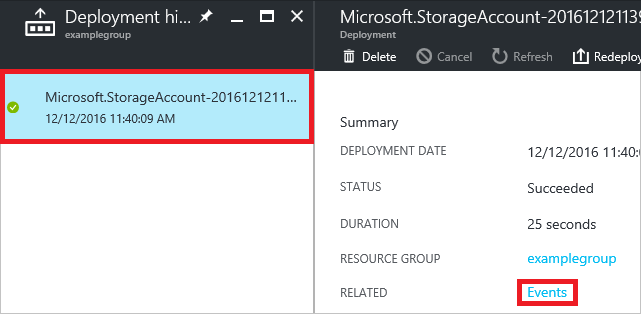 Deployment hi...
examplegroup
Microsoft.StorageAccount-2016121211...
12/12/2016 11:40:09 AM
Microsoft.StorageAccount-20161212113
Deployment
Delete Cancel Refresh Redeploy
Summary
DEPLOYMENT DATE 12/12/2016 11:40:
STATUS Succeeded
DURATION 25 seconds
RESOURCE GROUP examplegroup
RELATED Events